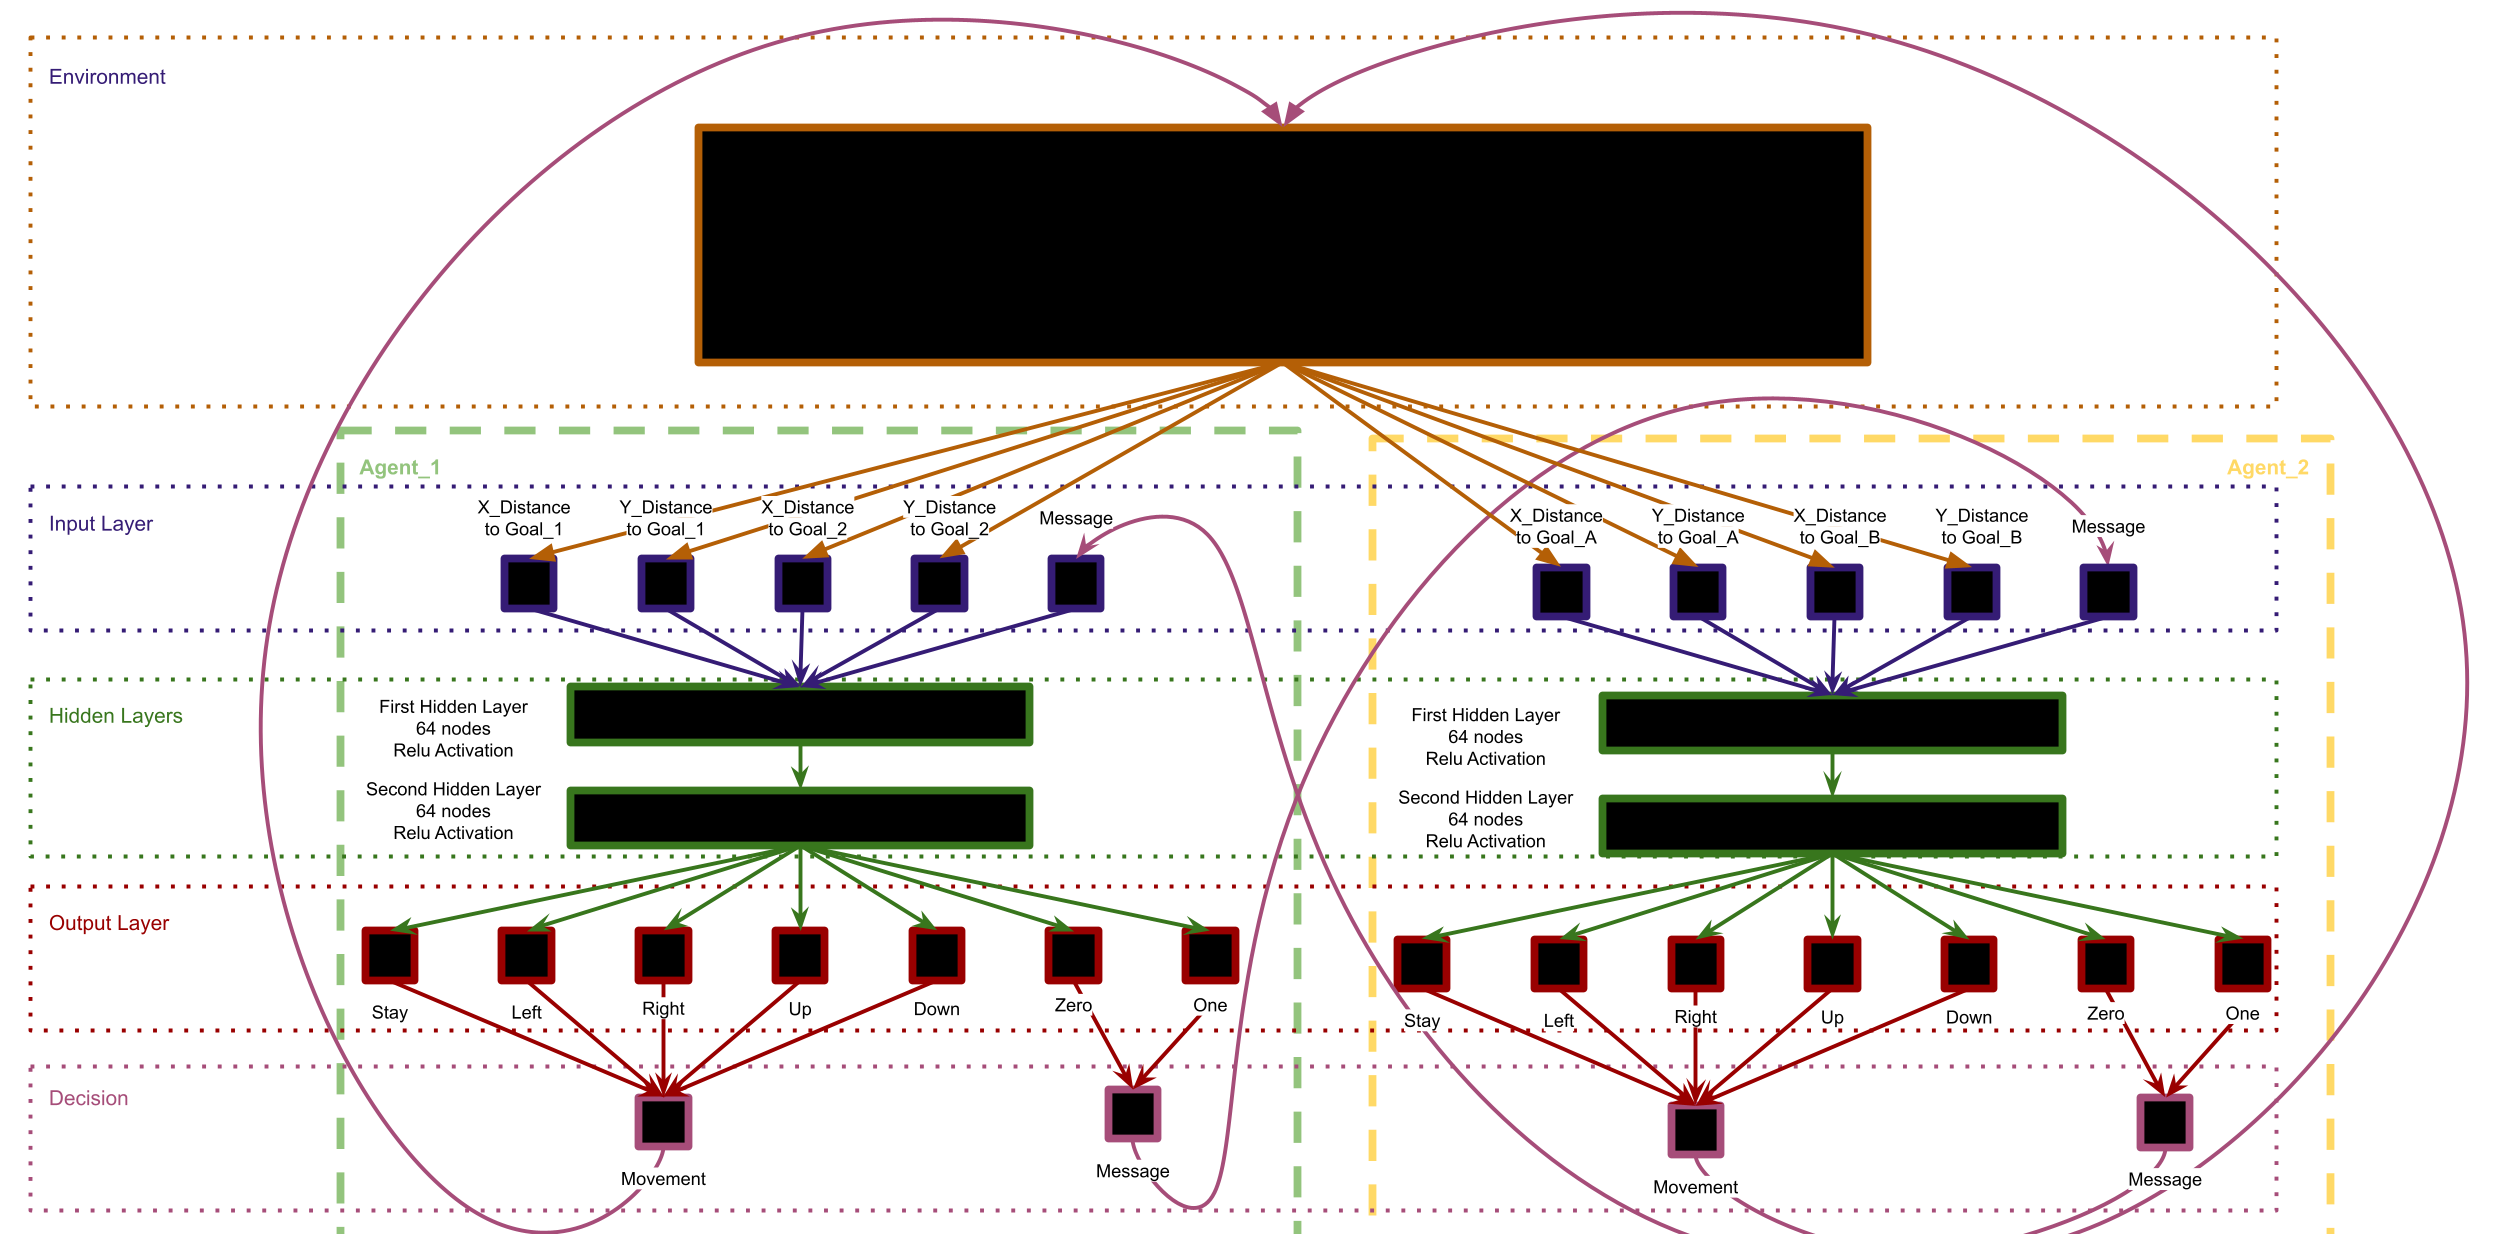 Environment
Agent_1
Agent_2
Input Layer
X_Distance
to Goal_1
Y_Distance
to Goal_1
X_Distance
to Goal_2
Y_Distance
to Goal_2
Message
X_Distance
to Goal_A
Y_Distance
to Goal_A
X_Distance
to Goal_B
Y_Distance
to Goal_B
Message
Hidden Layers
First Hidden Layer
64 nodes
Relu Activation
Second Hidden Layer
64 nodes
Relu Activation
First Hidden Layer
64 nodes
Relu Activation
Second Hidden Layer
64 nodes
Relu Activation
Output Layer
Stay
Left
Right
Up
Down
Zero
One
Stay
Left
Right
Up
Down
Zero
One
Decision
Movement
Message
Movement
Message